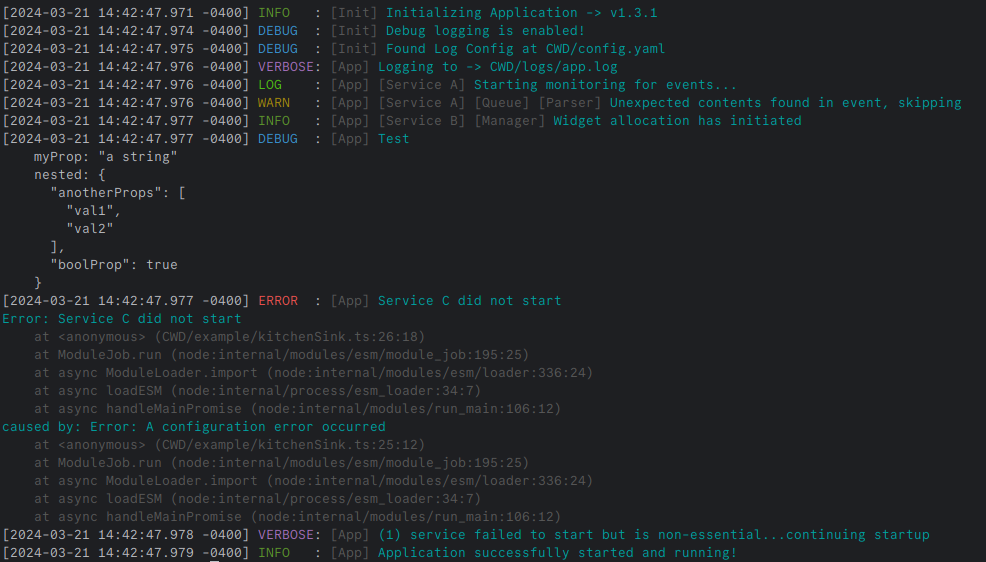 [2024-03-21 14:42:47.971 -0400] INFO   : [Init] Initializing Application -> v1.3.1
[2024-03-21 14:42:47.974 -0400] DEBUG  : [Init] Debug logging is enabled!
[2024-03-21 14:42:47.975 -0400] DEBUG  : [Init] Found Log Config at CWD/config.yaml
[2024-03-21 14:42:47.976 -0400] VERBOSE: [App] Logging to -> CWD/logs/app.log
[2024-03-21 14:42:47.976 -0400] LOG    : [App] [Service A] Starting monitoring for events...
[2024-03-21 14:42:47.976 -0400] WARN   : [App] [Service A] [Queue] [Parser] Unexpected contents found in event, skipping
[2024-03-21 14:42:47.977 -0400] INFO   : [App] [Service B] [Manager] Widget allocation has initiated
[2024-03-21 14:42:47.977 -0400] DEBUG  : [App] Test
    myProp: "a string"
    nested: {
      "anotherProps": [
        "val1",
        "val2"
      ],
      "boolProp": true
    }
[2024-03-21 14:42:47.977 -0400] ERROR  : [App] Service C did not start
Error: Service C did not start
    at <anonymous> (CWD/example/kitchenSink.ts:26:18)
    at ModuleJob.run (node:internal/modules/esm/module_job:195:25)
    at async ModuleLoader.import (node:internal/modules/esm/loader:336:24)
    at async loadESM (node:internal/process/esm_loader:34:7)
    at async handleMainPromise (node:internal/modules/run_main:106:12)
caused by: Error: A configuration error occurred
    at <anonymous> (CWD/example/kitchenSink.ts:25:12)
    at ModuleJob.run (node:internal/modules/esm/module_job:195:25)
    at async ModuleLoader.import (node:internal/modules/esm/loader:336:24)
    at async loadESM (node:internal/process/esm_loader:34:7)
    at async handleMainPromise (node:internal/modules/run_main:106:12)
[2024-03-21 14:42:47.978 -0400] VERBOSE: [App] (1) service failed to start but is non-essential...continuing startup
[2024-03-21 14:42:47.979 -0400] INFO   : [App] Application successfully started and running!